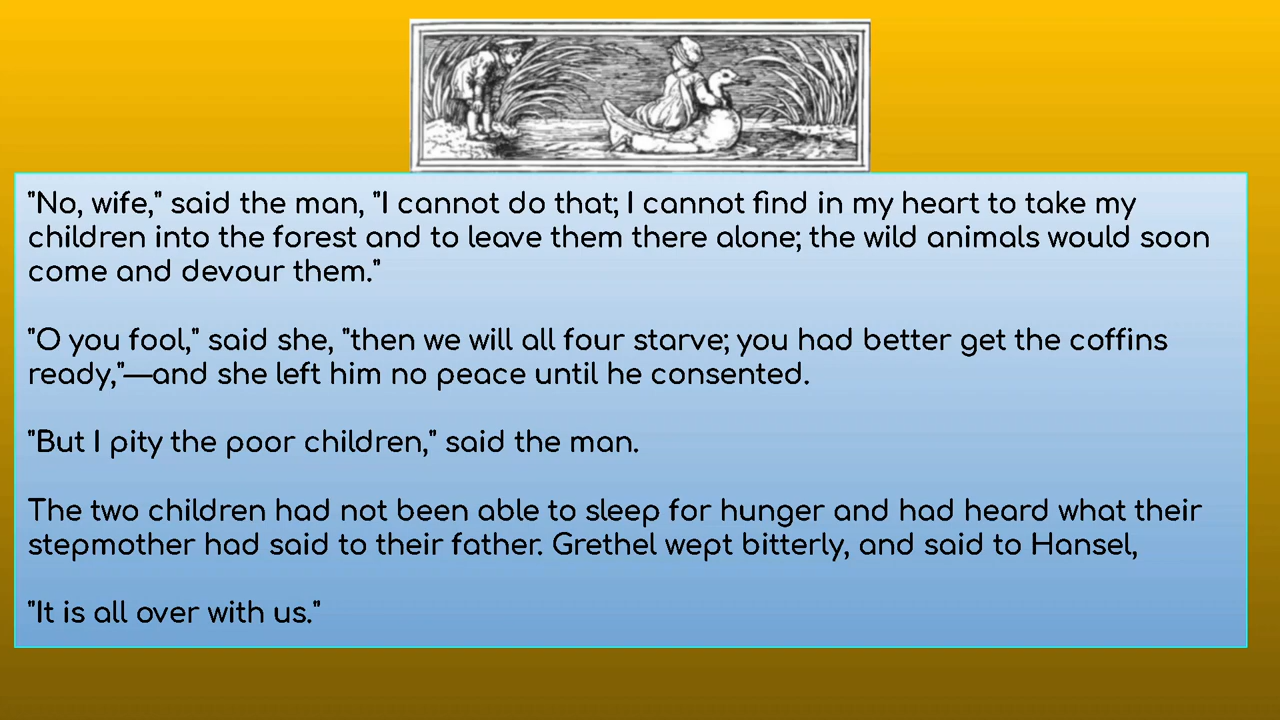 "No, wife," said the man, "I cannot do that; I cannot find in my heart to take my
children into the forest and to leave them there alone; the wild animals would soon
come and devour them."
"O you fool," said she, "then we will all four starve; you had better get the coffins
ready,"—and she left him no peace until he consented.
"But I pity the poor children," said the man.
The two children had not been able to sleep for hunger and had heard what their
stepmother had said to their father. Grethel wept bitterly, and said to Hansel,
"It is all over with us."